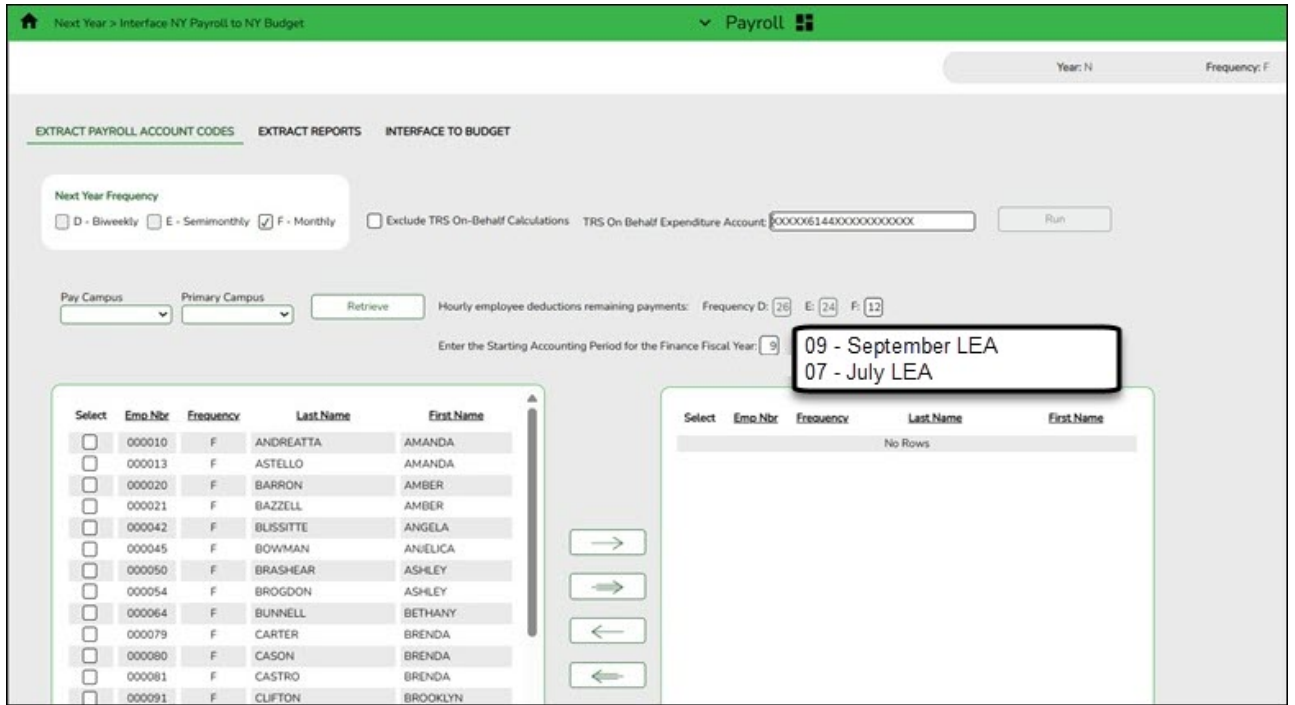 Next Year > Interface NY Payroll to NY Budget
Payroll
Year: N Frequency: F
EXTRACT PAYROLL ACCOUNT CODES EXTRACT REPORTS INTERFACE TO BUDGET
Next Year Frequency
D - Biweekly E - Semimonthly F - Monthly Exclude TRS On-Behalf Calculations TRS On Behalf Expenditure Account: XXXXXX6144XXXXXXXXXXXX Run
Pay Campus Primary Campus
Retrieve Hourly employee deductions remaining payments: Frequency D: 26 E: 24 F: 12
Enter the Starting Accounting Period for the Finance Fiscal Year: 9
09 - September LEA
07 - July LEA
Select Emp Nbr Frequency Last Name First Name
000010 F ANDREATTA AMANDA
000013 F ASTELLO AMANDA
000020 F BARRON AMBER
000021 F BAZZELL AMBER
000042 F BLISSITTE ANGELA
000045 F BOWMAN ANJELICA
000050 F BRASHEAR ASHLEY
000054 F BROGDON ASHLEY
000064 F BUNNELL BETHANY
000079 F CARTER BRENDA
000080 F CASON BRENDA
000081 F CASTRO BRENDA
000091 F CLIFTON BROOKLYN
Select Emp Nbr Frequency Last Name First Name
No Rows